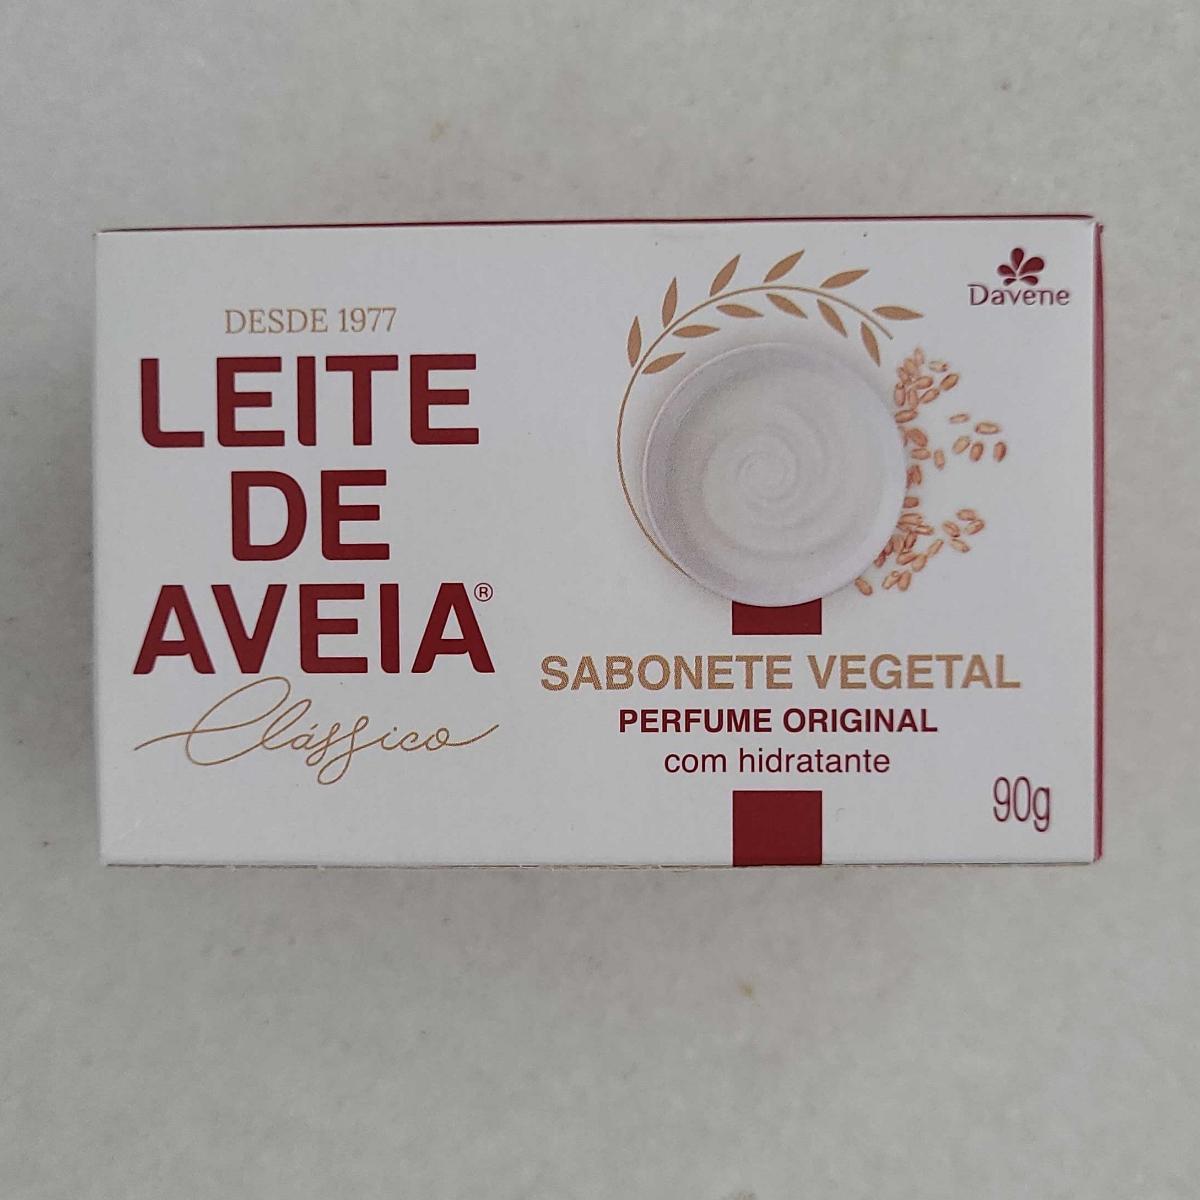 DESDE 1977
LEITE
DE
AVEIA®
Clássico
Davene
SABONETE VEGETAL
PERFUME ORIGINAL
com hidratante
90g